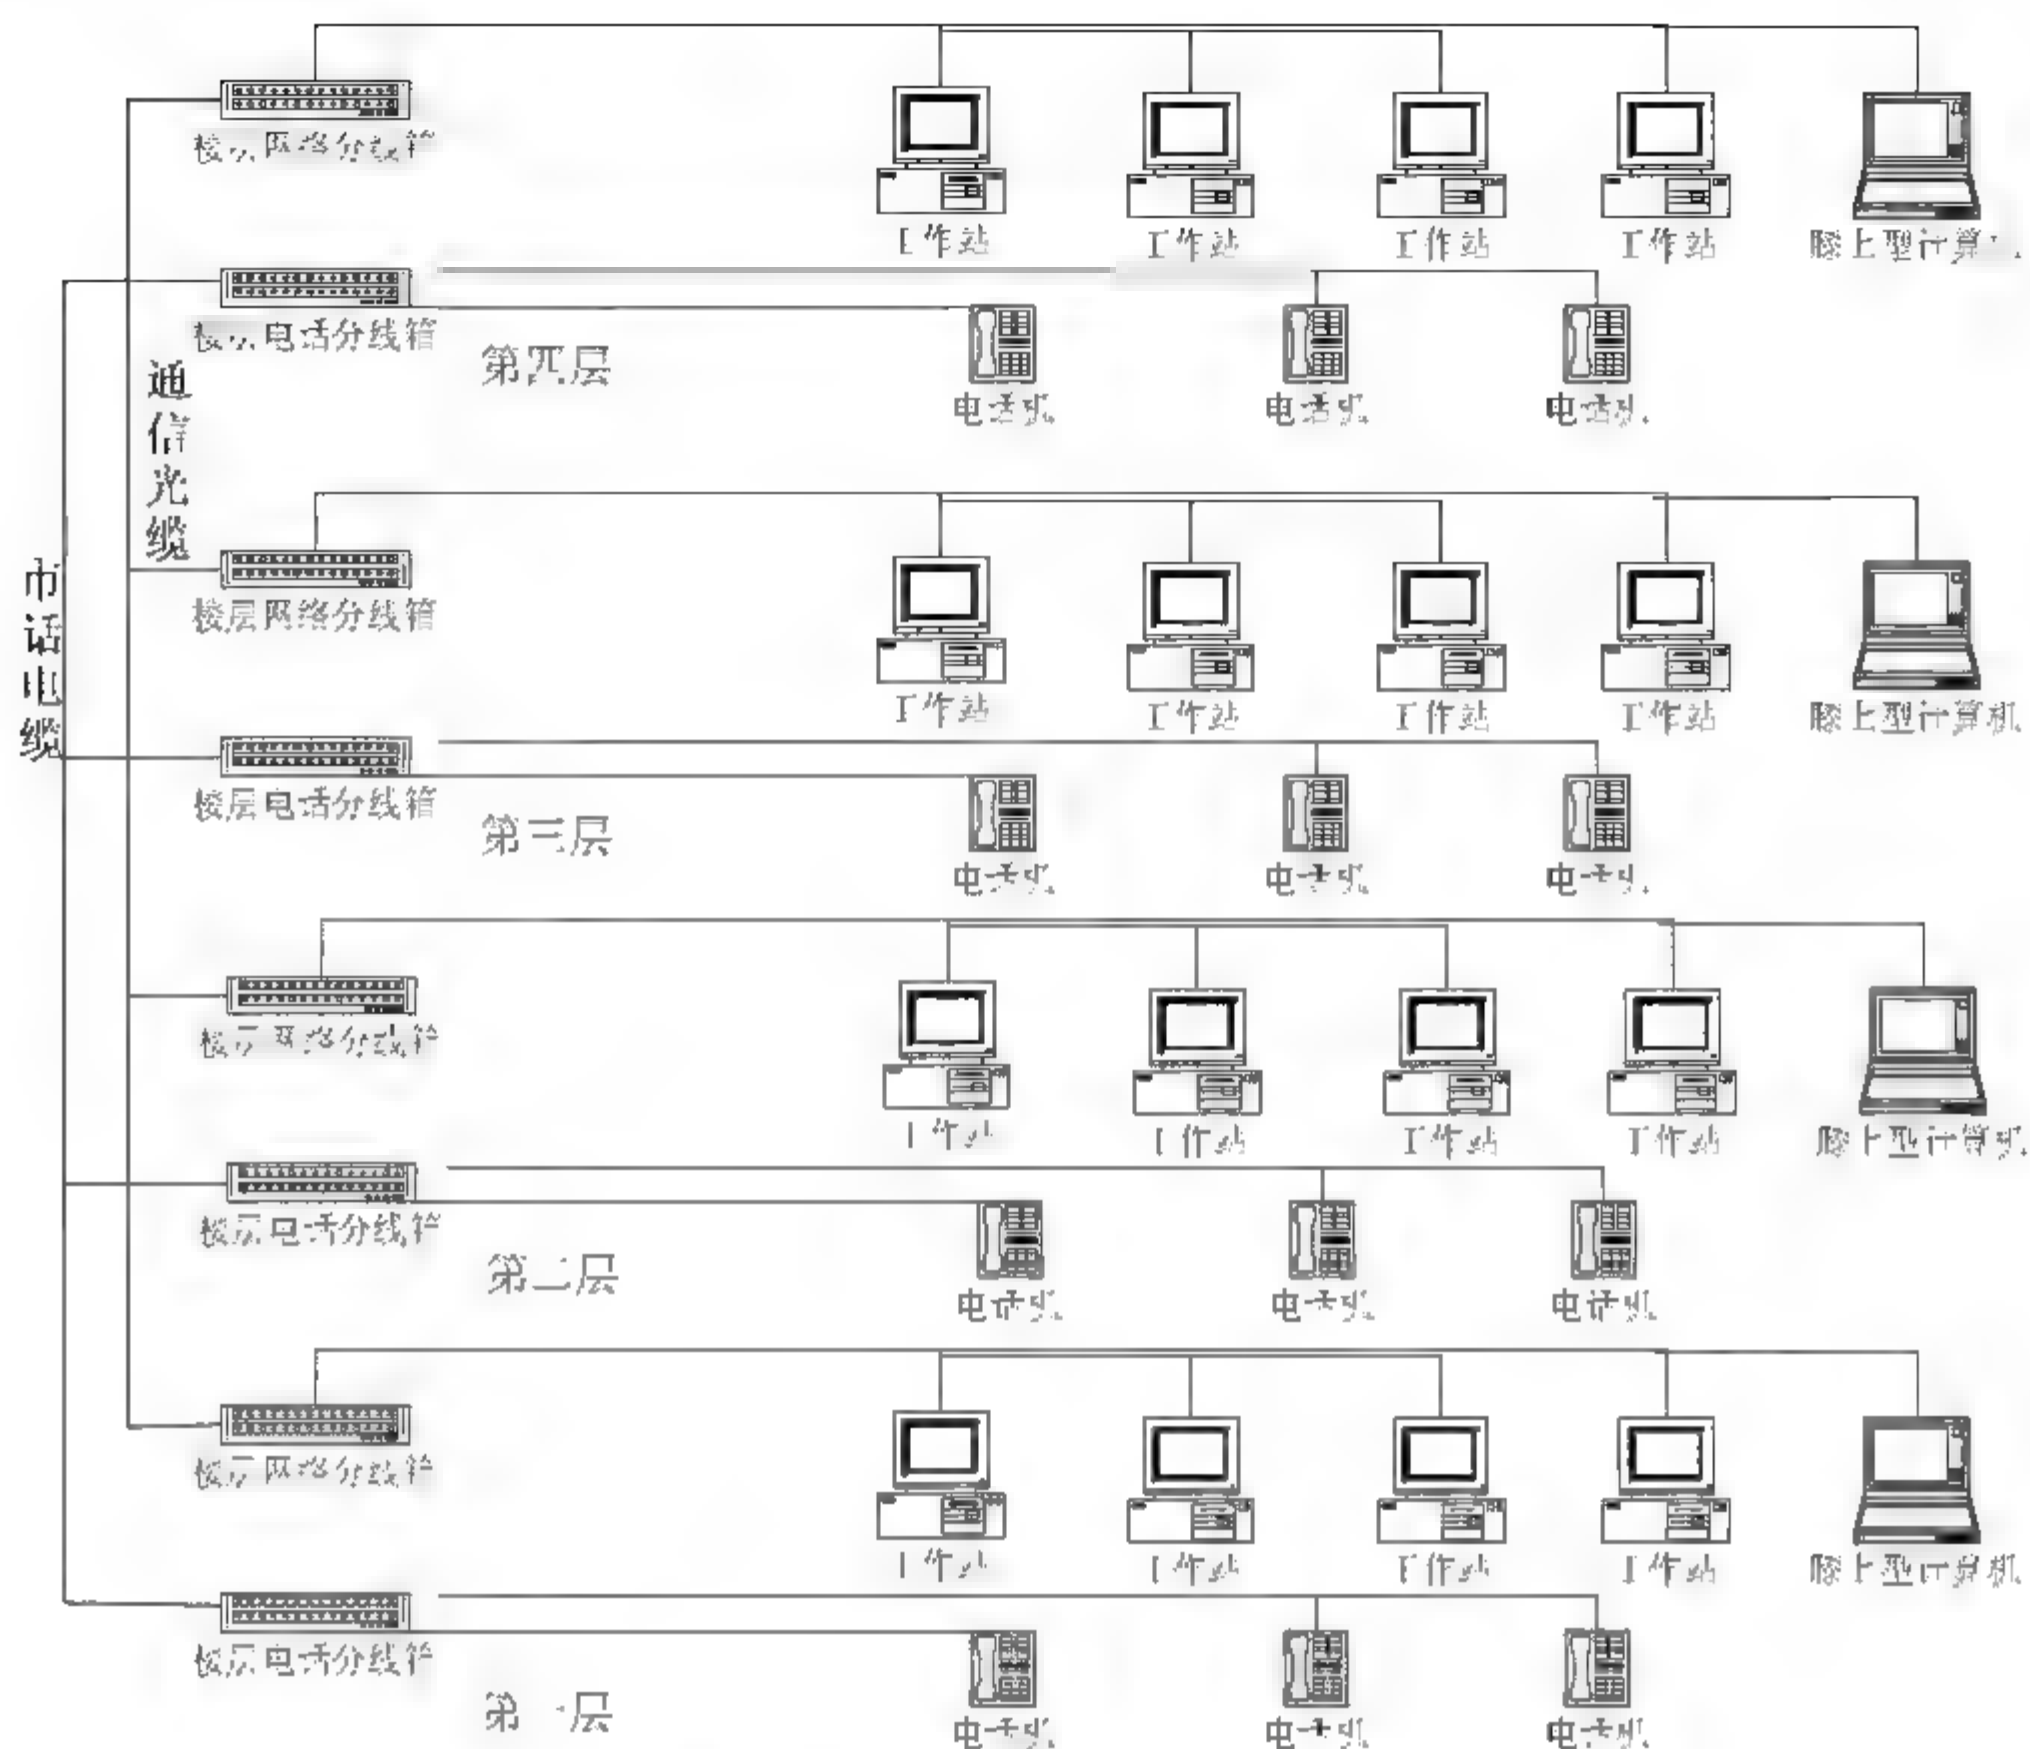 楼层网络分线箱
工作站 工作站 工作站 工作站 膝上型计算机
楼层电话分线箱
第四层
电话机 电话机 电话机
通信光缆
市话电缆
楼层网络分线箱
工作站 工作站 工作站 工作站 膝上型计算机
楼层电话分线箱
第三层
电话机 电话机 电话机
楼层网络分线箱
工作站 工作站 工作站 工作站 膝上型计算机
楼层电话分线箱
第二层
电话机 电话机 电话机
楼层网络分线箱
工作站 工作站 工作站 工作站 膝上型计算机
楼层电话分线箱
第一层
电话机 电话机 电话机